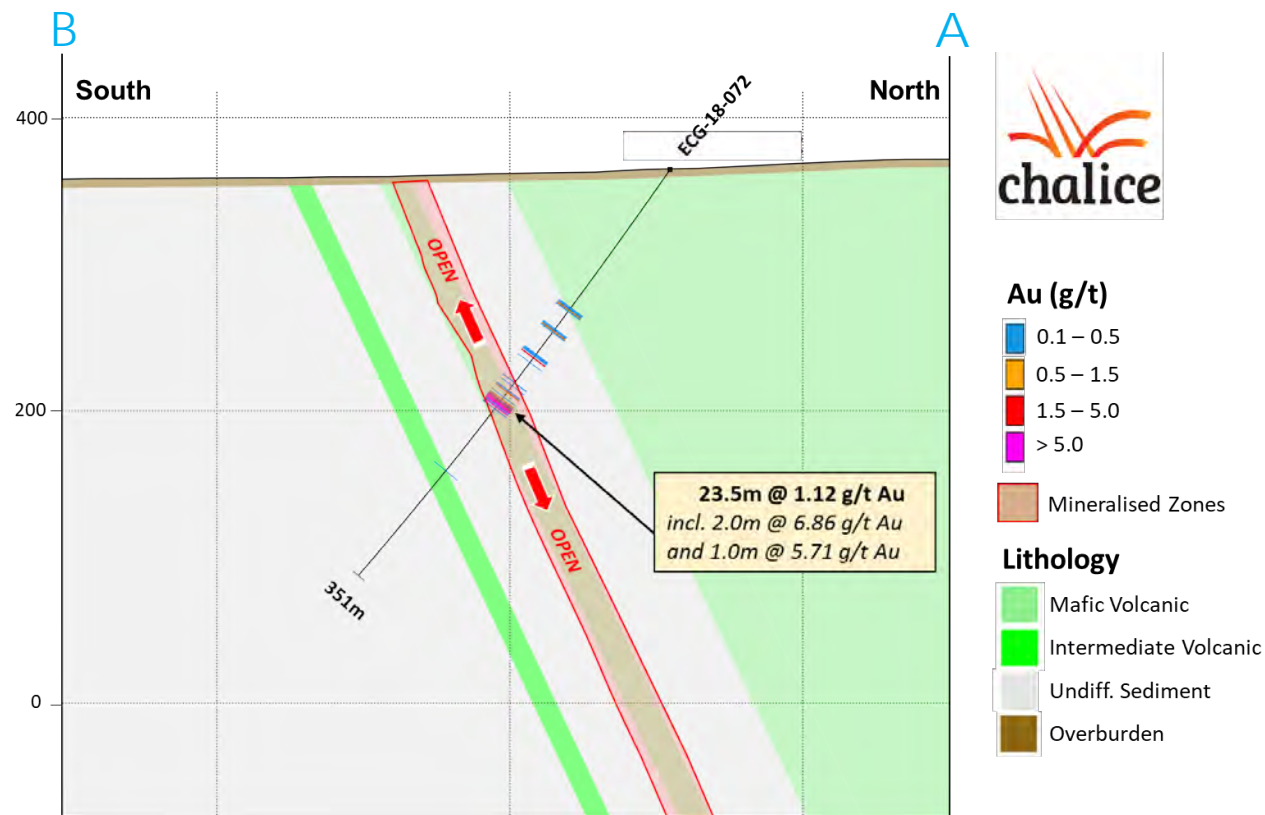 B
A
South
North
ECG-18-072
400
200
0
OPEN
OPEN
351m
23.5m @ 1.12 g/t Au
incl. 2.0m @ 6.86 g/t Au
and 1.0m @ 5.71 g/t Au
chalice
Au (g/t)
0.1 – 0.5
0.5 – 1.5
1.5 – 5.0
> 5.0
Mineralised Zones
Lithology
Mafic Volcanic
Intermediate Volcanic
Undiff. Sediment
Overburden